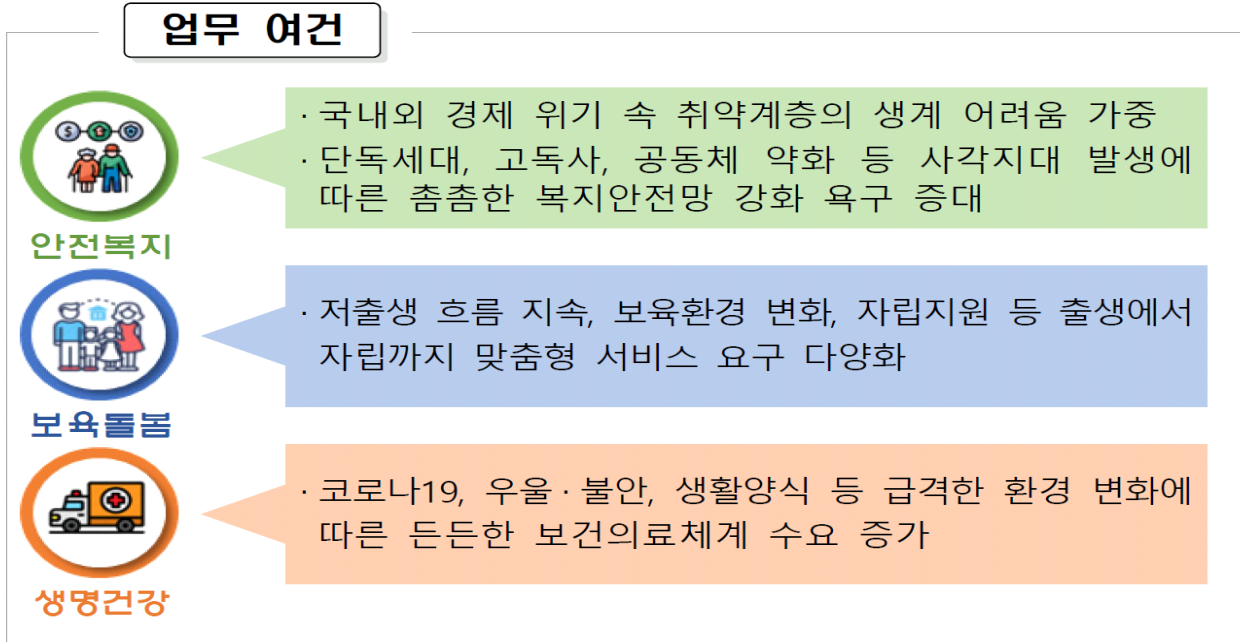 업무 여건
· 국내외 경제 위기 속 취약계층의 생계 어려움 가중
· 단독세대, 고독사, 공동체 약화 등 사각지대 발생에
따른 촘촘한 복지안전망 강화 욕구 증대
안전복지
· 저출생 흐름 지속, 보육환경 변화, 자립지원 등 출생에서
자립까지 맞춤형 서비스 요구 다양화
보육돌봄
· 코로나19, 우울·불안, 생활양식 등 급격한 환경 변화에
따른 든든한 보건의료체계 수요 증가
생명건강